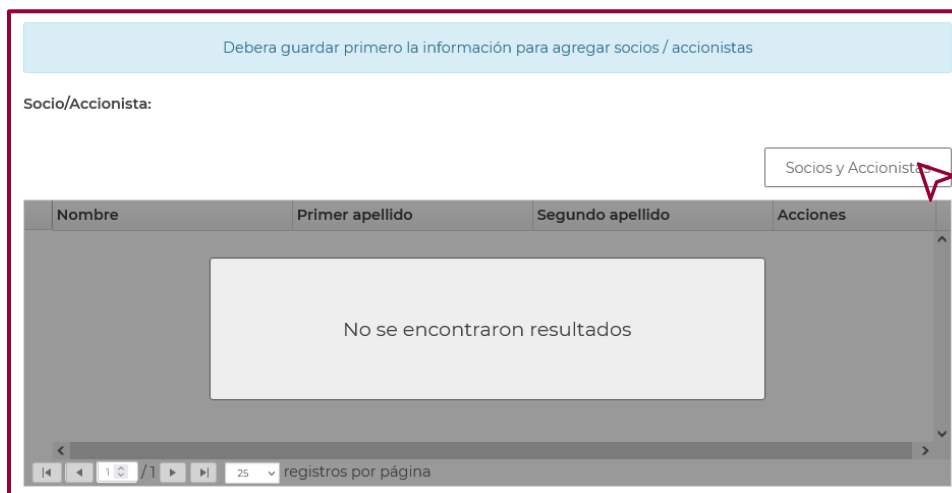 Debera guardar primero la información para agregar socios / accionistas
Socio/Accionista:
Socios y Accionistas
Nombre Primer apellido Segundo apellido Acciones
No se encontraron resultados
1 / 1 25 registros por página